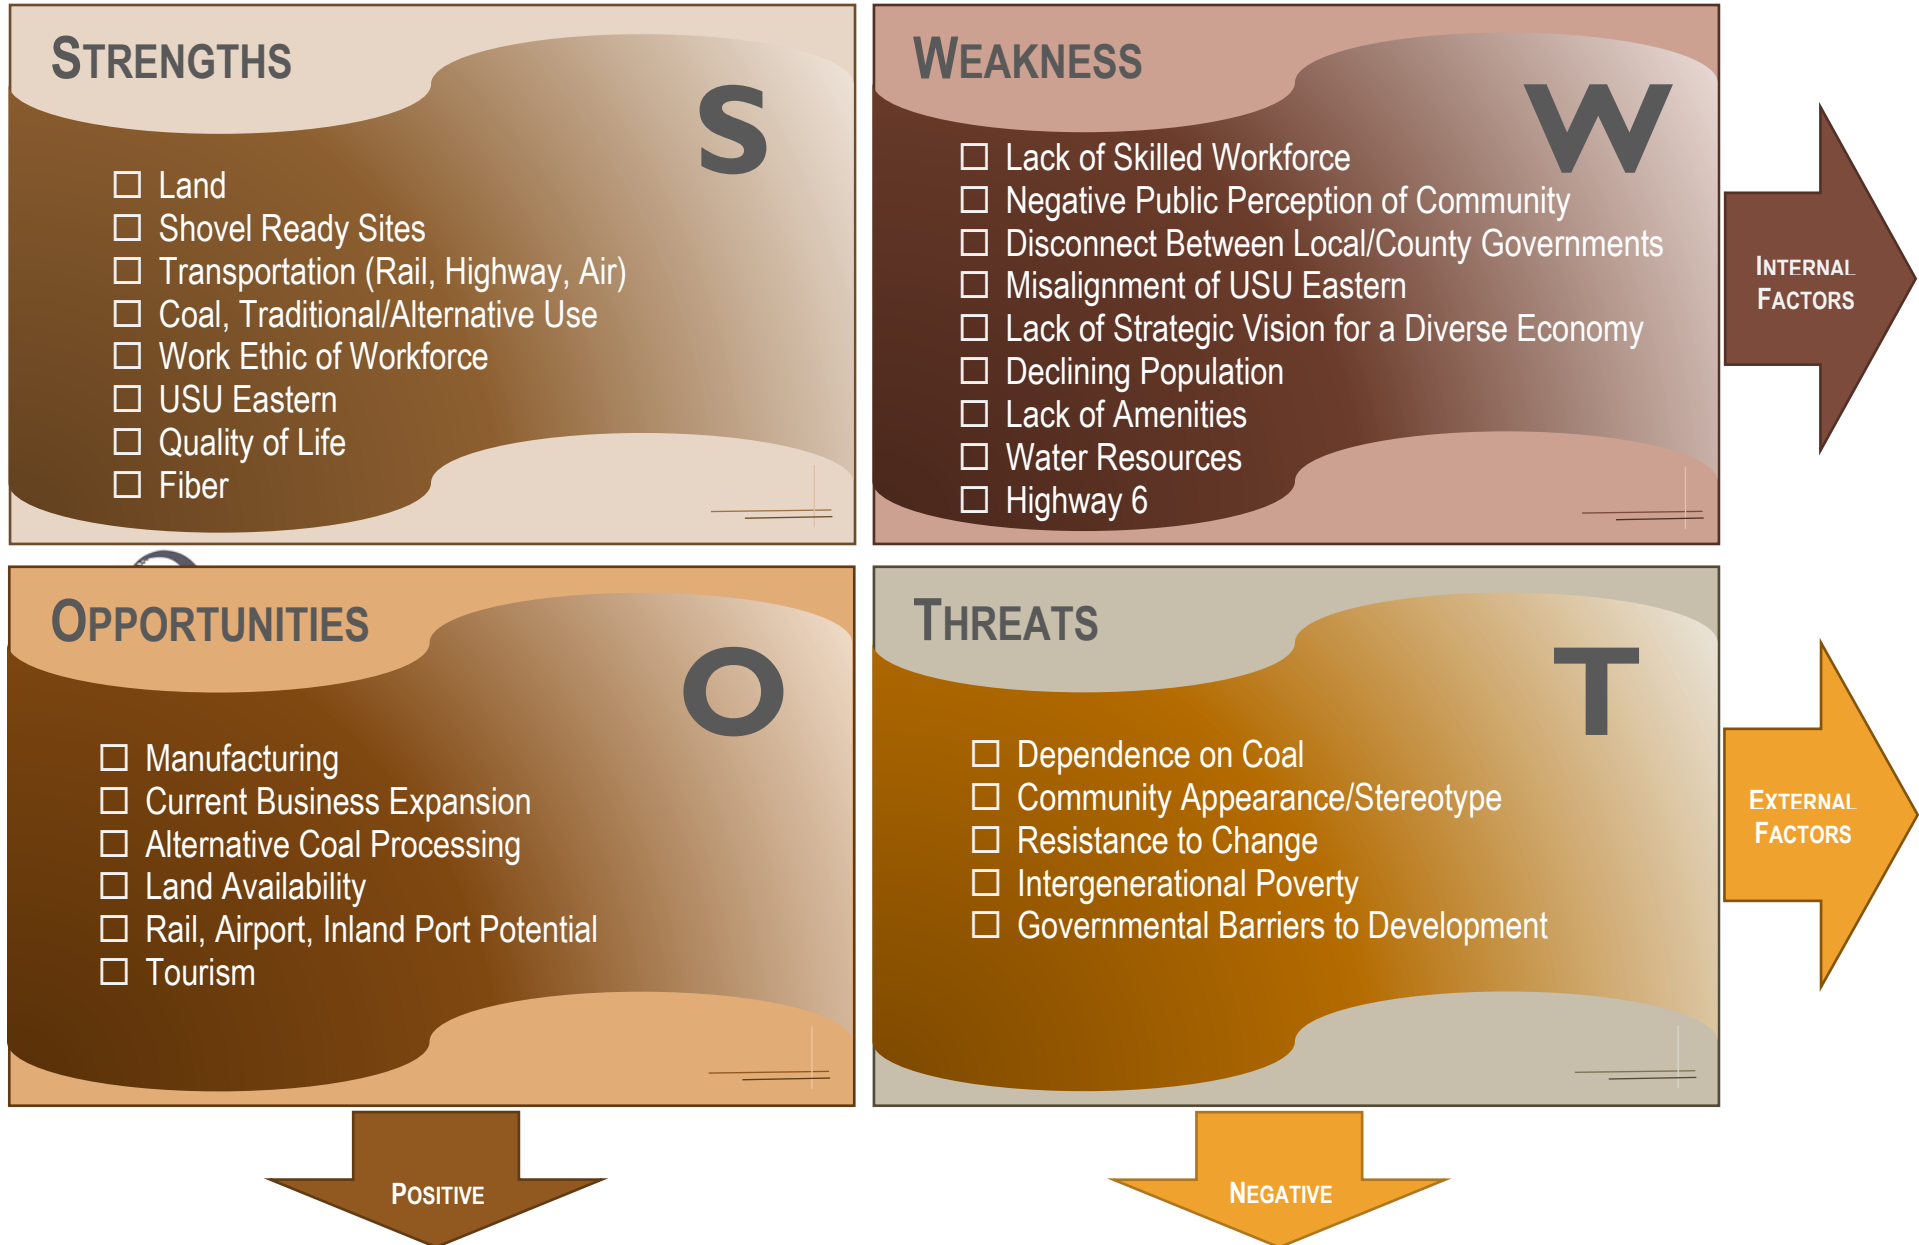 STRENGTHS
S
☐ Land
☐ Shovel Ready Sites
☐ Transportation (Rail, Highway, Air)
☐ Coal, Traditional/Alternative Use
☐ Work Ethic of Workforce
☐ USU Eastern
☐ Quality of Life
☐ Fiber
WEAKNESS
W
☐ Lack of Skilled Workforce
☐ Negative Public Perception of Community
☐ Disconnect Between Local/County Governments
☐ Misalignment of USU Eastern
☐ Lack of Strategic Vision for a Diverse Economy
☐ Declining Population
☐ Lack of Amenities
☐ Water Resources
☐ Highway 6
INTERNAL
FACTORS
OPPORTUNITIES
O
☐ Manufacturing
☐ Current Business Expansion
☐ Alternative Coal Processing
☐ Land Availability
☐ Rail, Airport, Inland Port Potential
☐ Tourism
THREATS
T
☐ Dependence on Coal
☐ Community Appearance/Stereotype
☐ Resistance to Change
☐ Intergenerational Poverty
☐ Governmental Barriers to Development
EXTERNAL
FACTORS
POSITIVE
NEGATIVE